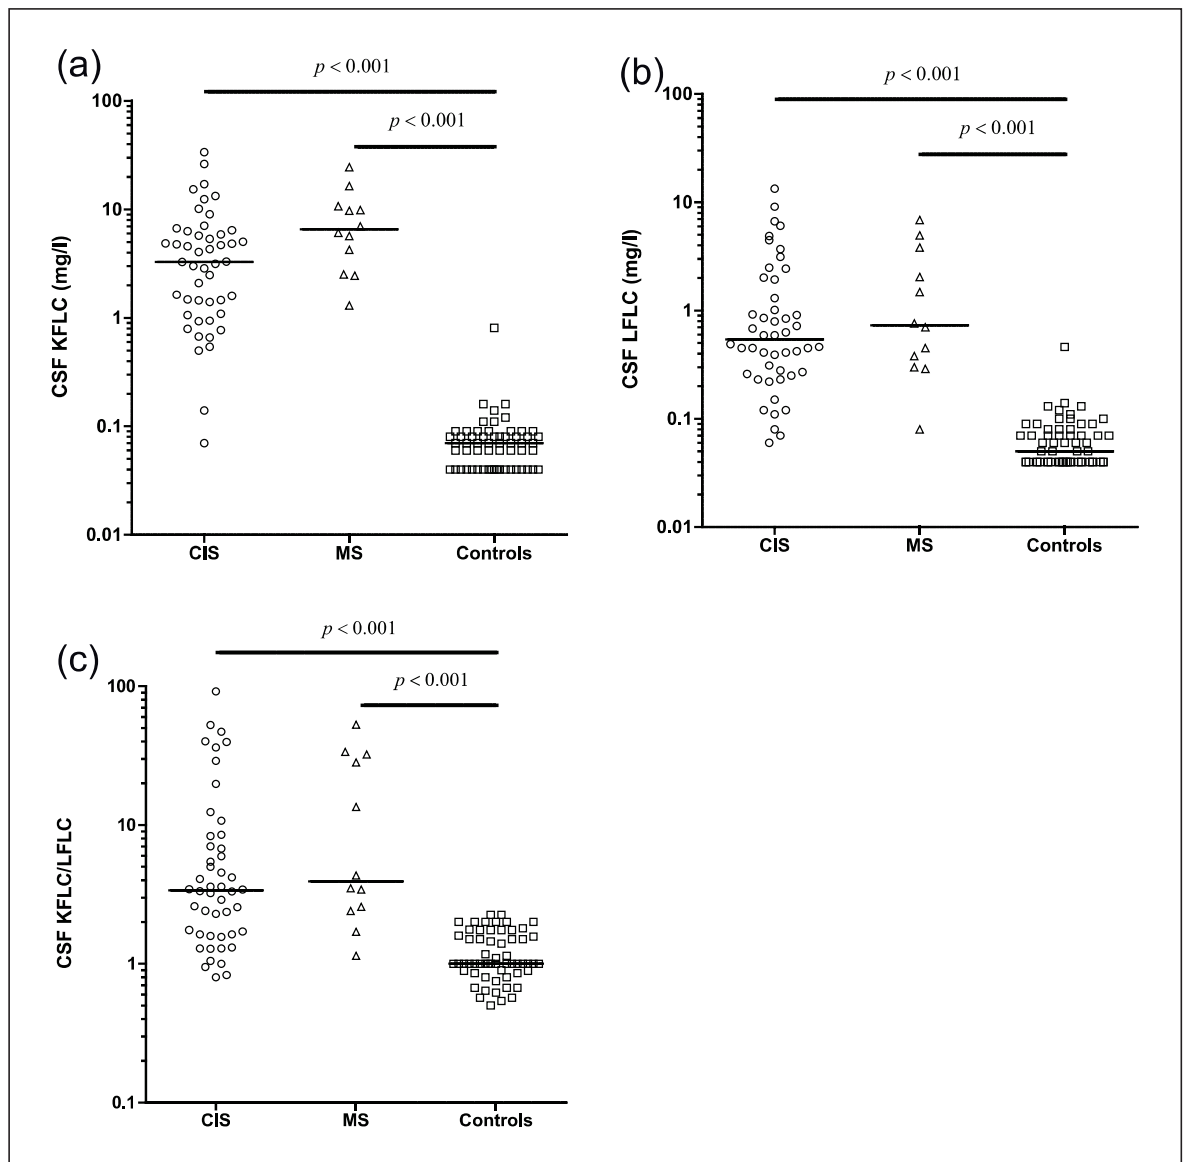 (a)
p < 0.001
p < 0.001
100
10
1
0.1
0.01
CSF KFLC (mg/l)
CIS
MS
Controls
(b)
p < 0.001
p < 0.001
100
10
1
0.1
0.01
CSF LFLC (mg/l)
CIS
MS
Controls
(c)
p < 0.001
p < 0.001
100
10
1
0.1
CSF KFLC/LFLC
CIS
MS
Controls